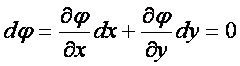 dφ = ∂φ/∂x dx + ∂φ/∂y dy = 0